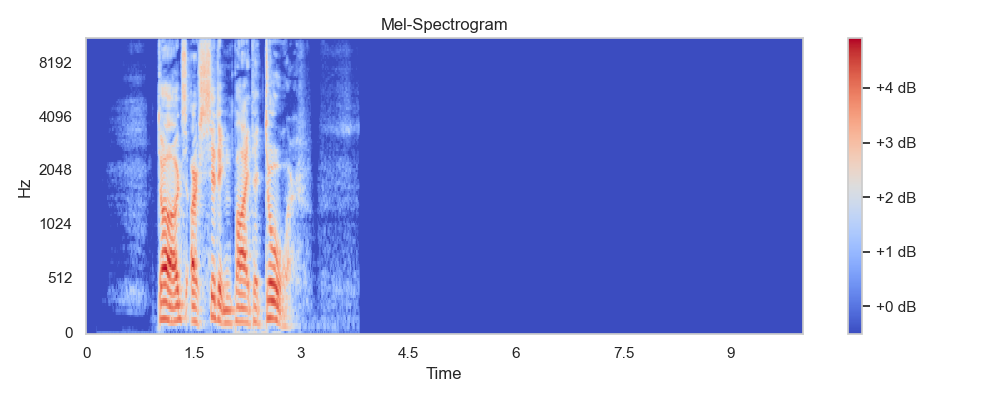 Mel-Spectrogram
8192
4096
2048
1024
512
0
Hz
0 1.5 3 4.5 6 7.5 9
Time
+4 dB
+3 dB
+2 dB
+1 dB
+0 dB